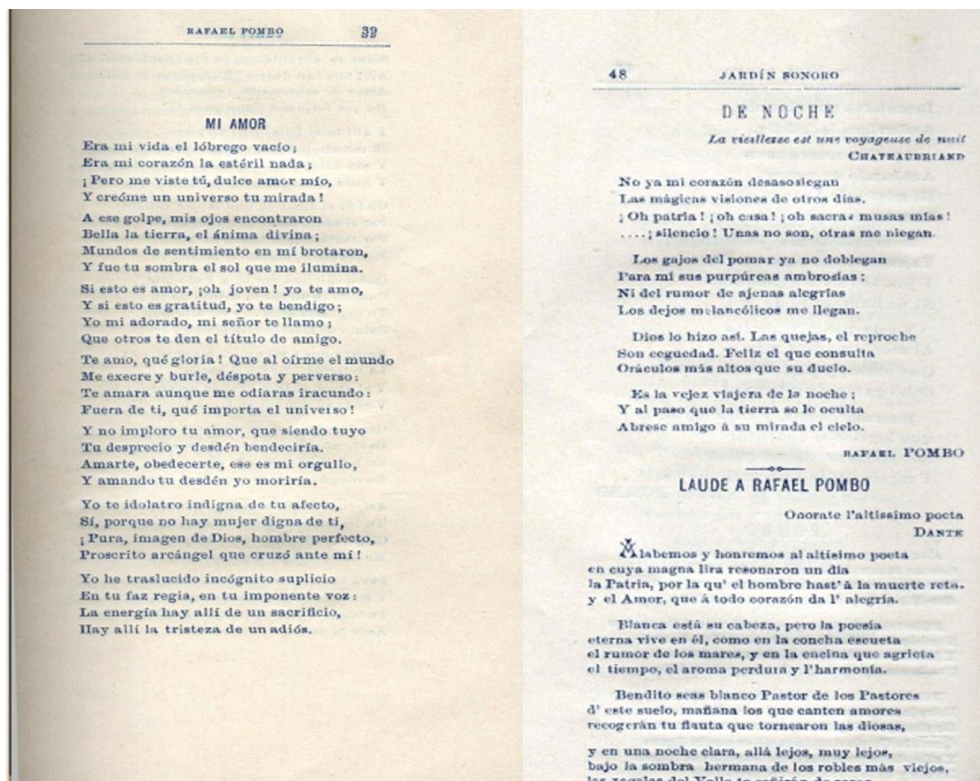 RAFAEL POMBO 39
MI AMOR
Era mi vida el lóbrego vacío;
Era mi corazón la estéril nada;
¡Pero me viste tú, dulce amor mío,
Y creóme un universo tu mirada!
A ese golpe, mis ojos encontraron
Bella la tierra, el ánima divina;
Mundos de sentimiento en mí brotaron,
Y fue tu sombra el sol que me ilumina.
Si esto es amor, ¡oh joven! yo te amo,
Y si esto es gratitud, yo te bendigo;
Yo mi adorado, mi señor te llamo;
Que otros te den el título de amigo.
Te amo, qué gloria! Que al oírme el mundo
Me execre y burle, déspota y perverso:
Te amara aunque me odiaras iracundo:
Fuera de ti, qué importa el universo!
Y no imploro tu amor, que siendo tuyo
Tu desprecio y desdén bendeciría.
Amarte, obedecerte, ese es mi orgullo,
Y amando tu desdén yo moriría.
Yo te idolatro indigna de tu afecto,
Sí, porque no hay mujer digna de tí,
¡Pura, imagen de Dios, hombre perfecto,
Proscrito arcángel que cruzó ante mí!
Yo he traslucido incógnito suplicio
En tu faz regia, en tu imponente voz:
La energía hay allí de un sacrificio,
Hay allí la tristeza de un adiós.
48 JARDÍN SONORO
DE NOCHE
La vieillesse est une voyageuse de nuit
CHATEAUBRIAND
No ya mi corazón desasosiegan
Las mágicas visiones de otros días.
¡Oh patria! ¡oh casa! ¡oh sacras musas mías!
....¡silencio! Unas no son, otras me niegan.
Los gajos del pomar ya no doblegan
Para mí sus purpúreas ambrosías;
Ni del rumor de ajenas alegrías
Los dejos melancólicos me llegan.
Dios lo hizo así. Las quejas, el reproche
Son ceguedad. Feliz el que consulta
Oráculos más altos que su duelo.
Es la vejez viajera de la noche;
Y al paso que la tierra se le oculta
Abrese amigo á su mirada el cielo.
RAFAEL POMBO
LAUDE A RAFAEL POMBO
Onorate l'altissimo poeta
DANTE
Alabemos y honremos al altísimo poeta
en cuya magna lira resonaron un día
la Patria, por la qu' el hombre hast' á la muerte reta.
y el Amor, que á todo corazón da l' alegría.
Blanca está su cabeza, pero la poesía
eterna vive en él, como en la concha escueta
el rumor de los mares, y en la encina que agrieta
el tiempo, el aroma perdura y l'harmonía.
Bendito seas blanco Pastor de los Pastores
d' este suelo, mañana los que canten amores
recogerán tu flauta que tornearon las diosas,
y en una noche clara, allá lejos, muy lejos,
bajo la sombra hermana de los robles más viejos,